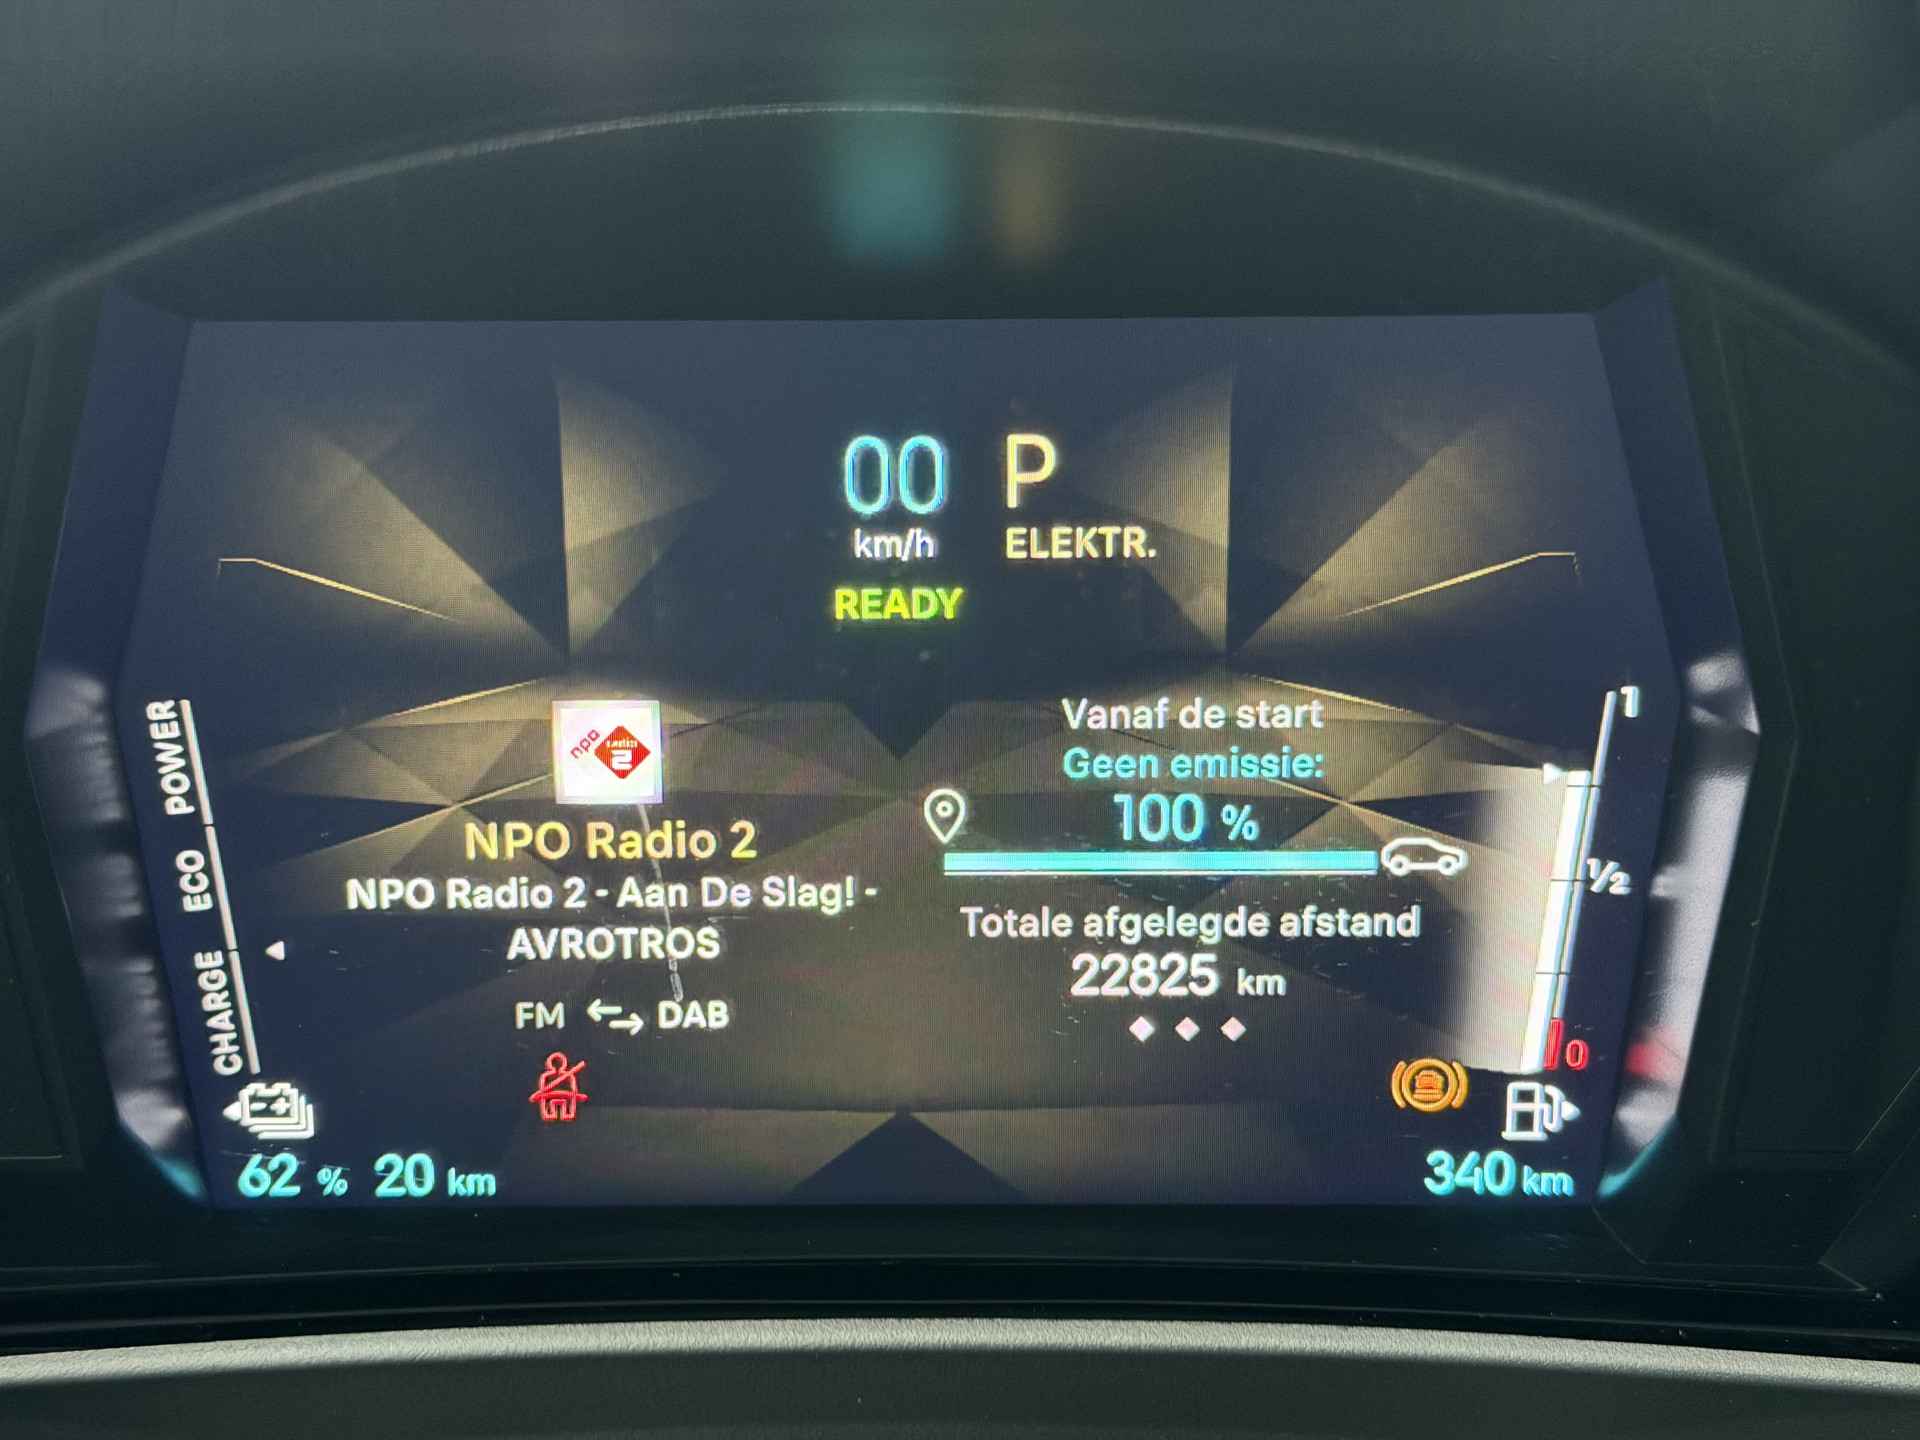 00 P
km/h ELEKTR.
READY
POWER
ECO
CHARGE
npo
2
NPO Radio 2
NPO Radio 2 - Aan De Slag! -
AVROTROS
FM DAB
Vanaf de start
Geen emissie:
100 %
Totale afgelegde afstand
22825 km
1
1/2
0
- +
62 % 20 km
340 km